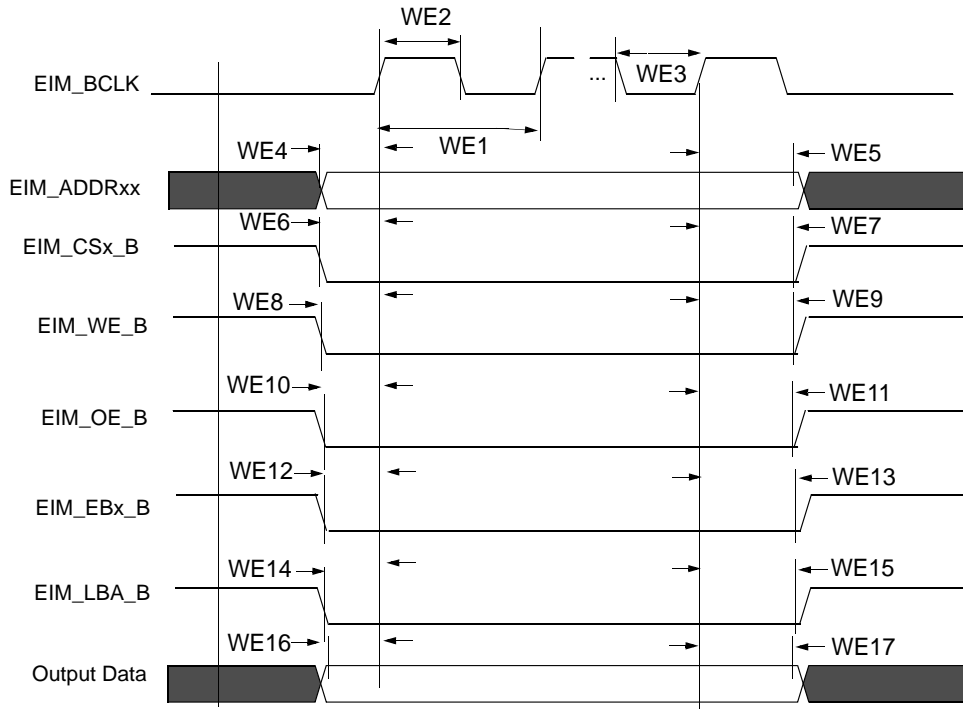 WE2
EIM_BCLK
...
WE3
WE4
WE1
WE5
EIM_ADDRxx
WE6
WE7
EIM_CSx_B
WE8
WE9
EIM_WE_B
WE10
WE11
EIM_OE_B
WE12
WE13
EIM_EBx_B
WE14
WE15
EIM_LBA_B
WE16
WE17
Output Data